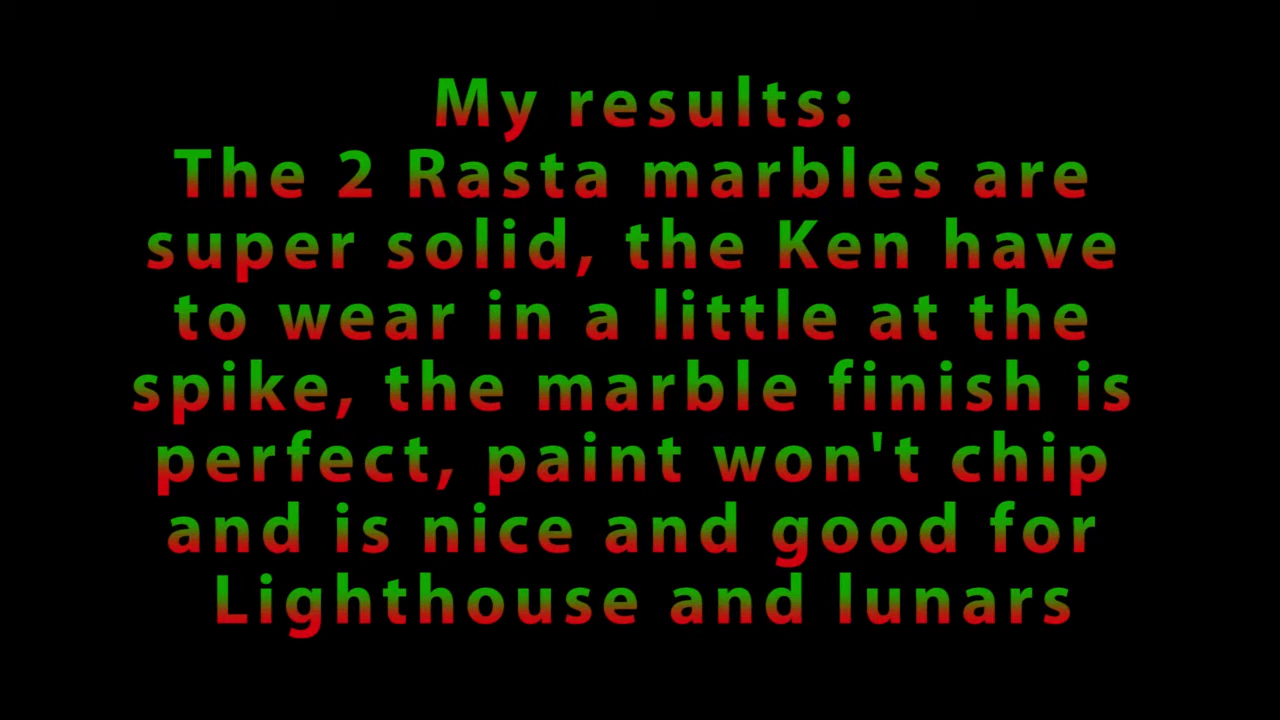 My results:
The 2 Rasta marbles are
super solid, the Ken have
to wear in a little at the
spike, the marble finish is
perfect, paint won't chip
and is nice and good for
Lighthouse and lunars